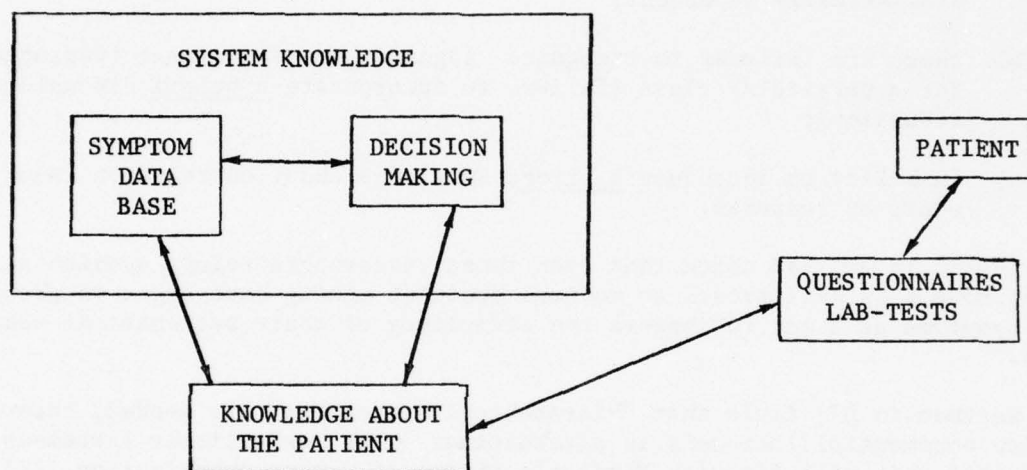 SYSTEM KNOWLEDGE
SYMPTOM
DATA
BASE
DECISION
MAKING
PATIENT
QUESTIONNAIRES
LAB-TESTS
KNOWLEDGE ABOUT
THE PATIENT